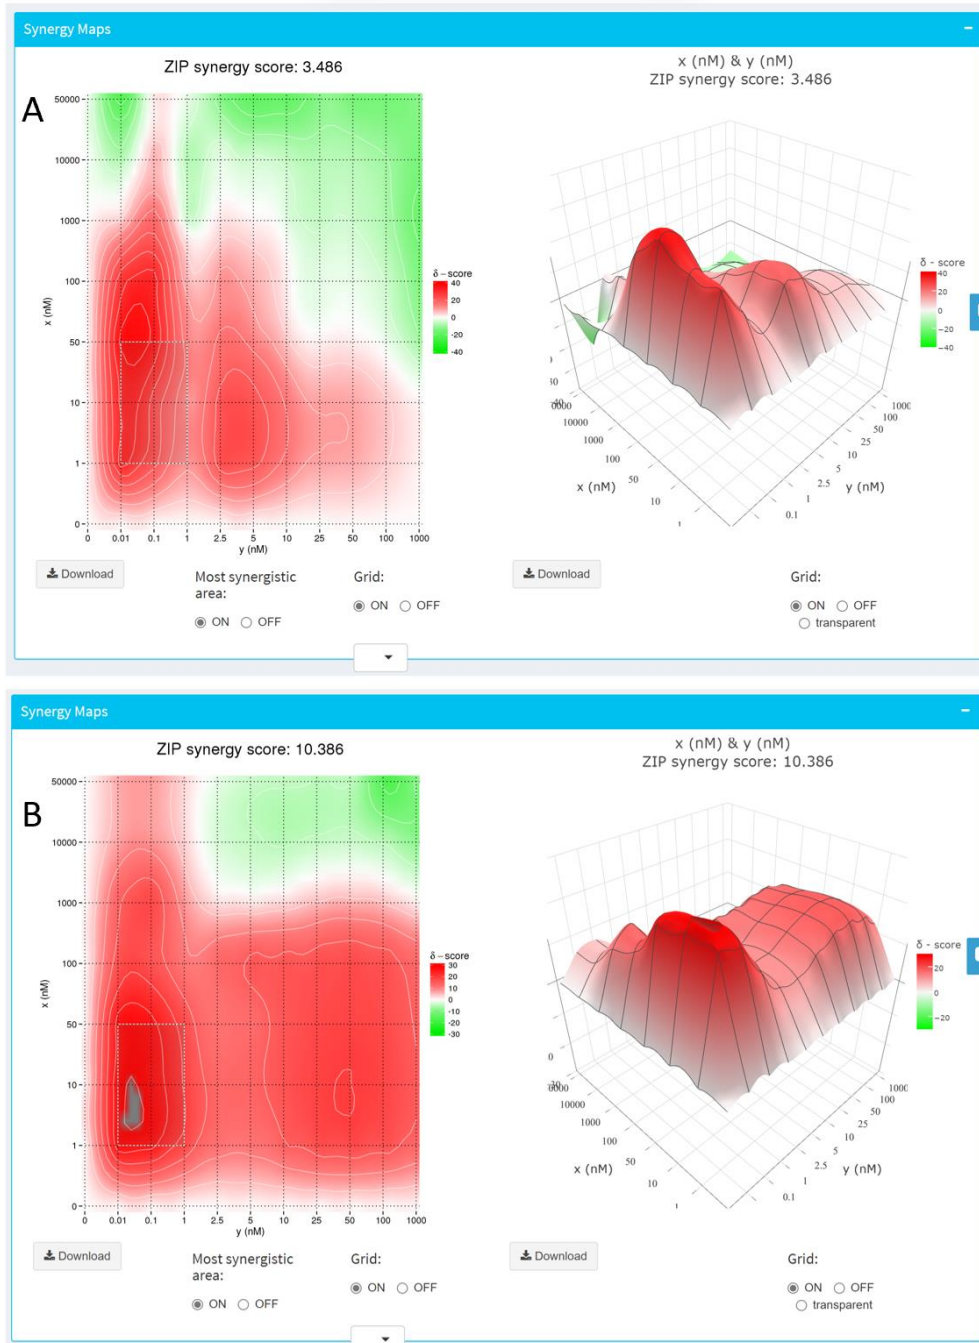 Synergy Maps
ZIP synergy score: 3.486
x (nM) & y (nM)
ZIP synergy score: 3.486
A
50000
10000
1000
100
50
10
1
0
x (nM)
0 0.01 0.1 1 2.5 5 10 25 50 100 1000
y (nM)
δ – score
40
20
0
-20
-40
10000
1000
100
50
10
1
x (nM)
0.1
1
2.5
5
10
25
50
100
y (nM)
δ - score
40
20
0
−20
−40
Download
Most synergistic area:
ON OFF
Grid:
ON OFF
Download
Grid:
ON OFF
transparent
Synergy Maps
ZIP synergy score: 10.386
x (nM) & y (nM)
ZIP synergy score: 10.386
B
50000
10000
1000
100
50
10
1
0
x (nM)
0 0.01 0.1 1 2.5 5 10 25 50 100 1000
y (nM)
δ – score
30
20
10
0
-10
-20
-30
0
10000
1000
100
50
10
1
x (nM)
0.1
1
2.5
5
10
25
50
100
y (nM)
δ - score
20
0
−20
Download
Most synergistic area:
ON OFF
Grid:
ON OFF
Download
Grid:
ON OFF
transparent